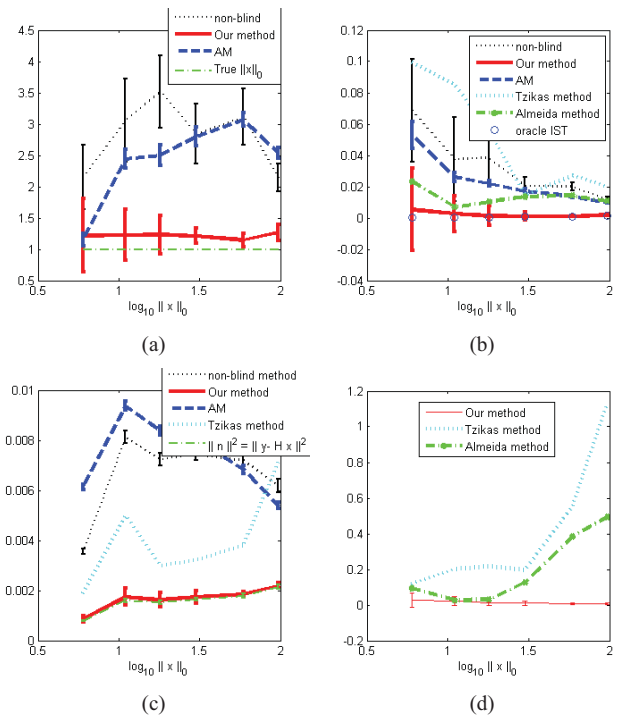 non-blind
Our method
AM
True ||x||₀
4.5
4
3.5
3
2.5
2
1.5
1
0.5
0.5
1
1.5
2
log₁₀ || x ||₀
(a)
non-blind
Our method
AM
Tzikas method
Almeida method
oracle IST
0.12
0.1
0.08
0.06
0.04
0.02
0
-0.02
-0.04
0.5
1
1.5
2
log₁₀ || x ||₀
(b)
non-blind method
Our method
AM
Tzikas method
|| n ||² = || y- H x ||²
0.01
0.008
0.006
0.004
0.002
0
0.5
1
1.5
2
log₁₀ || x ||₀
(c)
Our method
Tzikas method
Almeida method
1.2
1
0.8
0.6
0.4
0.2
0
-0.2
0.5
1
1.5
2
log₁₀ || x ||₀
(d)